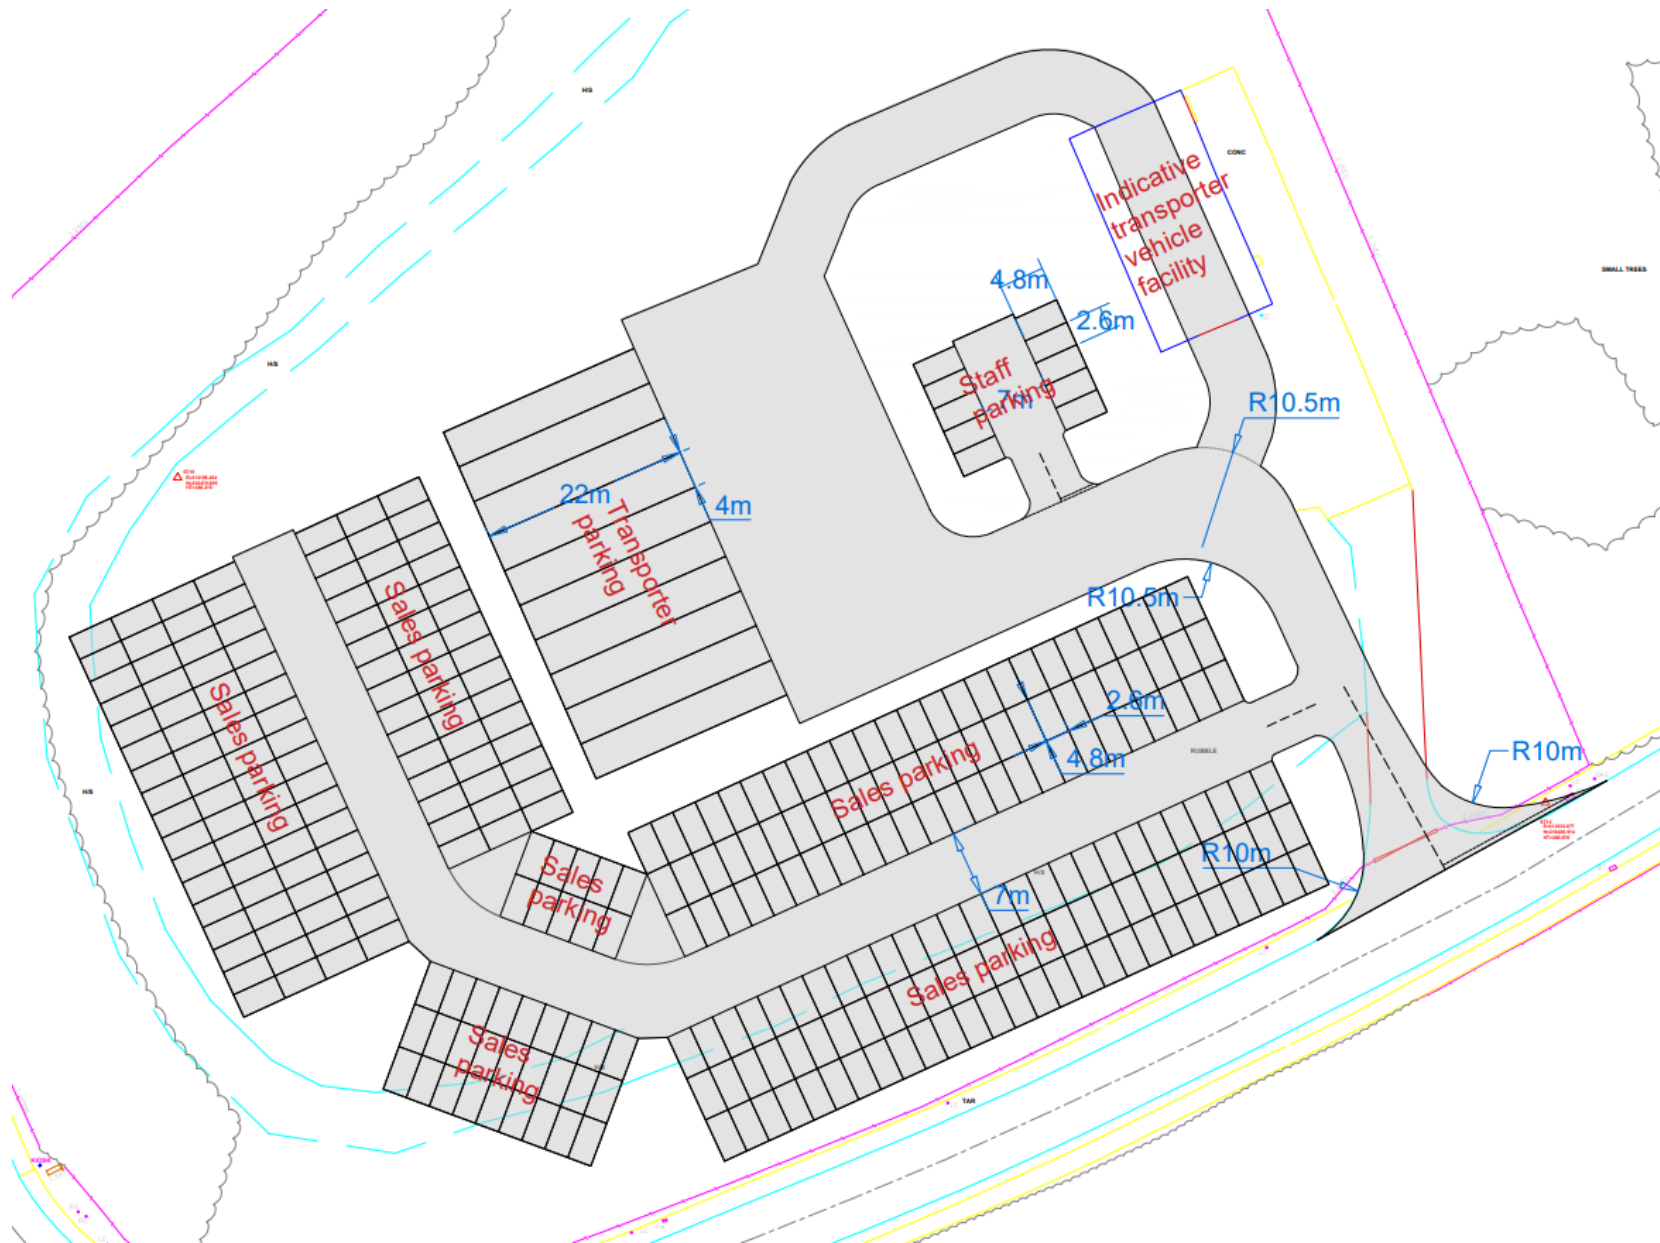 H/S
CONC
Indicative
transporter
vehicle
facility
SMALL TREES
4.8m
2.6m
H/S
Staff
parking
7m
R10.5m
22m
4m
Transporter
parking
R10.5m
Sales parking
Sales parking
2.6m
4.8m
RUBBLE
R10m
Sales parking
H/S
Sales
parking
R10m
H/S
7m
Sales parking
Sales
parking
H/S
TAR
KIOSK